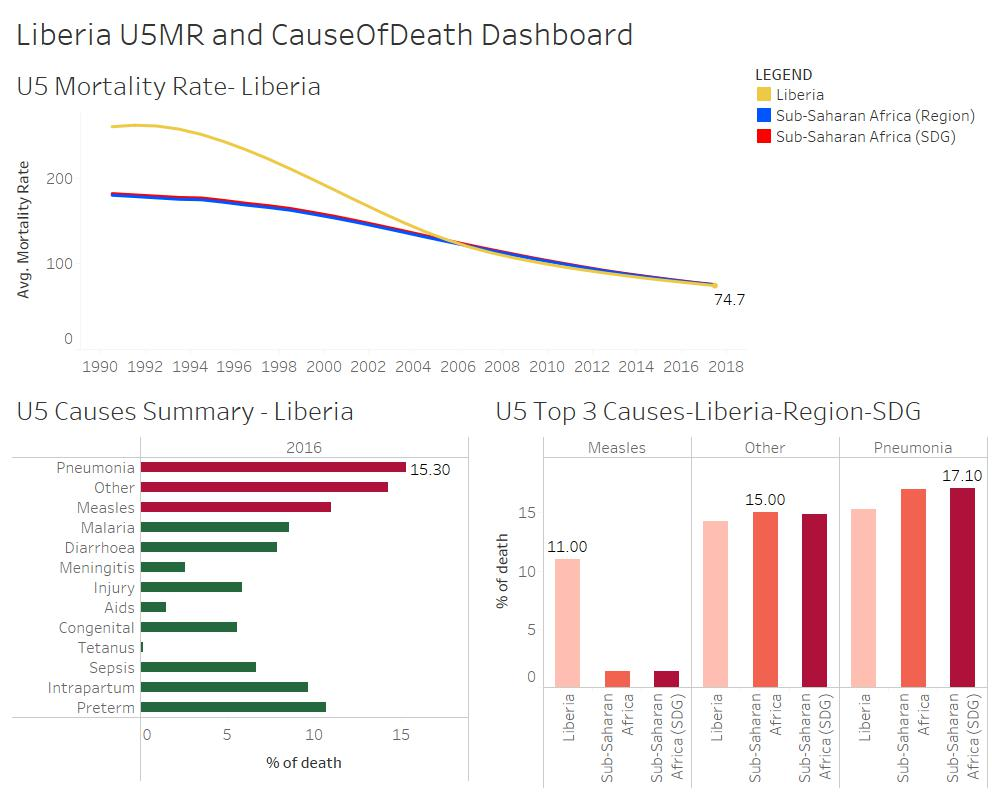 Liberia U5MR and CauseOfDeath Dashboard
U5 Mortality Rate- Liberia
LEGEND
Liberia
Sub-Saharan Africa (Region)
Sub-Saharan Africa (SDG)
Avg. Mortality Rate
200
100
0
74.7
1990 1992 1994 1996 1998 2000 2002 2004 2006 2008 2010 2012 2014 2016 2018
U5 Causes Summary - Liberia
2016
Pneumonia 15.30
Other
Measles
Malaria
Diarrhoea
Meningitis
Injury
Aids
Congenital
Tetanus
Sepsis
Intrapartum
Preterm
0 5 10 15
% of death
U5 Top 3 Causes-Liberia-Region-SDG
Measles Other Pneumonia
% of death
15
10
5
0
11.00
15.00
17.10
Liberia
Sub-Saharan
Africa
Sub-Saharan
Africa (SDG)
Liberia
Sub-Saharan
Africa
Sub-Saharan
Africa (SDG)
Liberia
Sub-Saharan
Africa
Sub-Saharan
Africa (SDG)